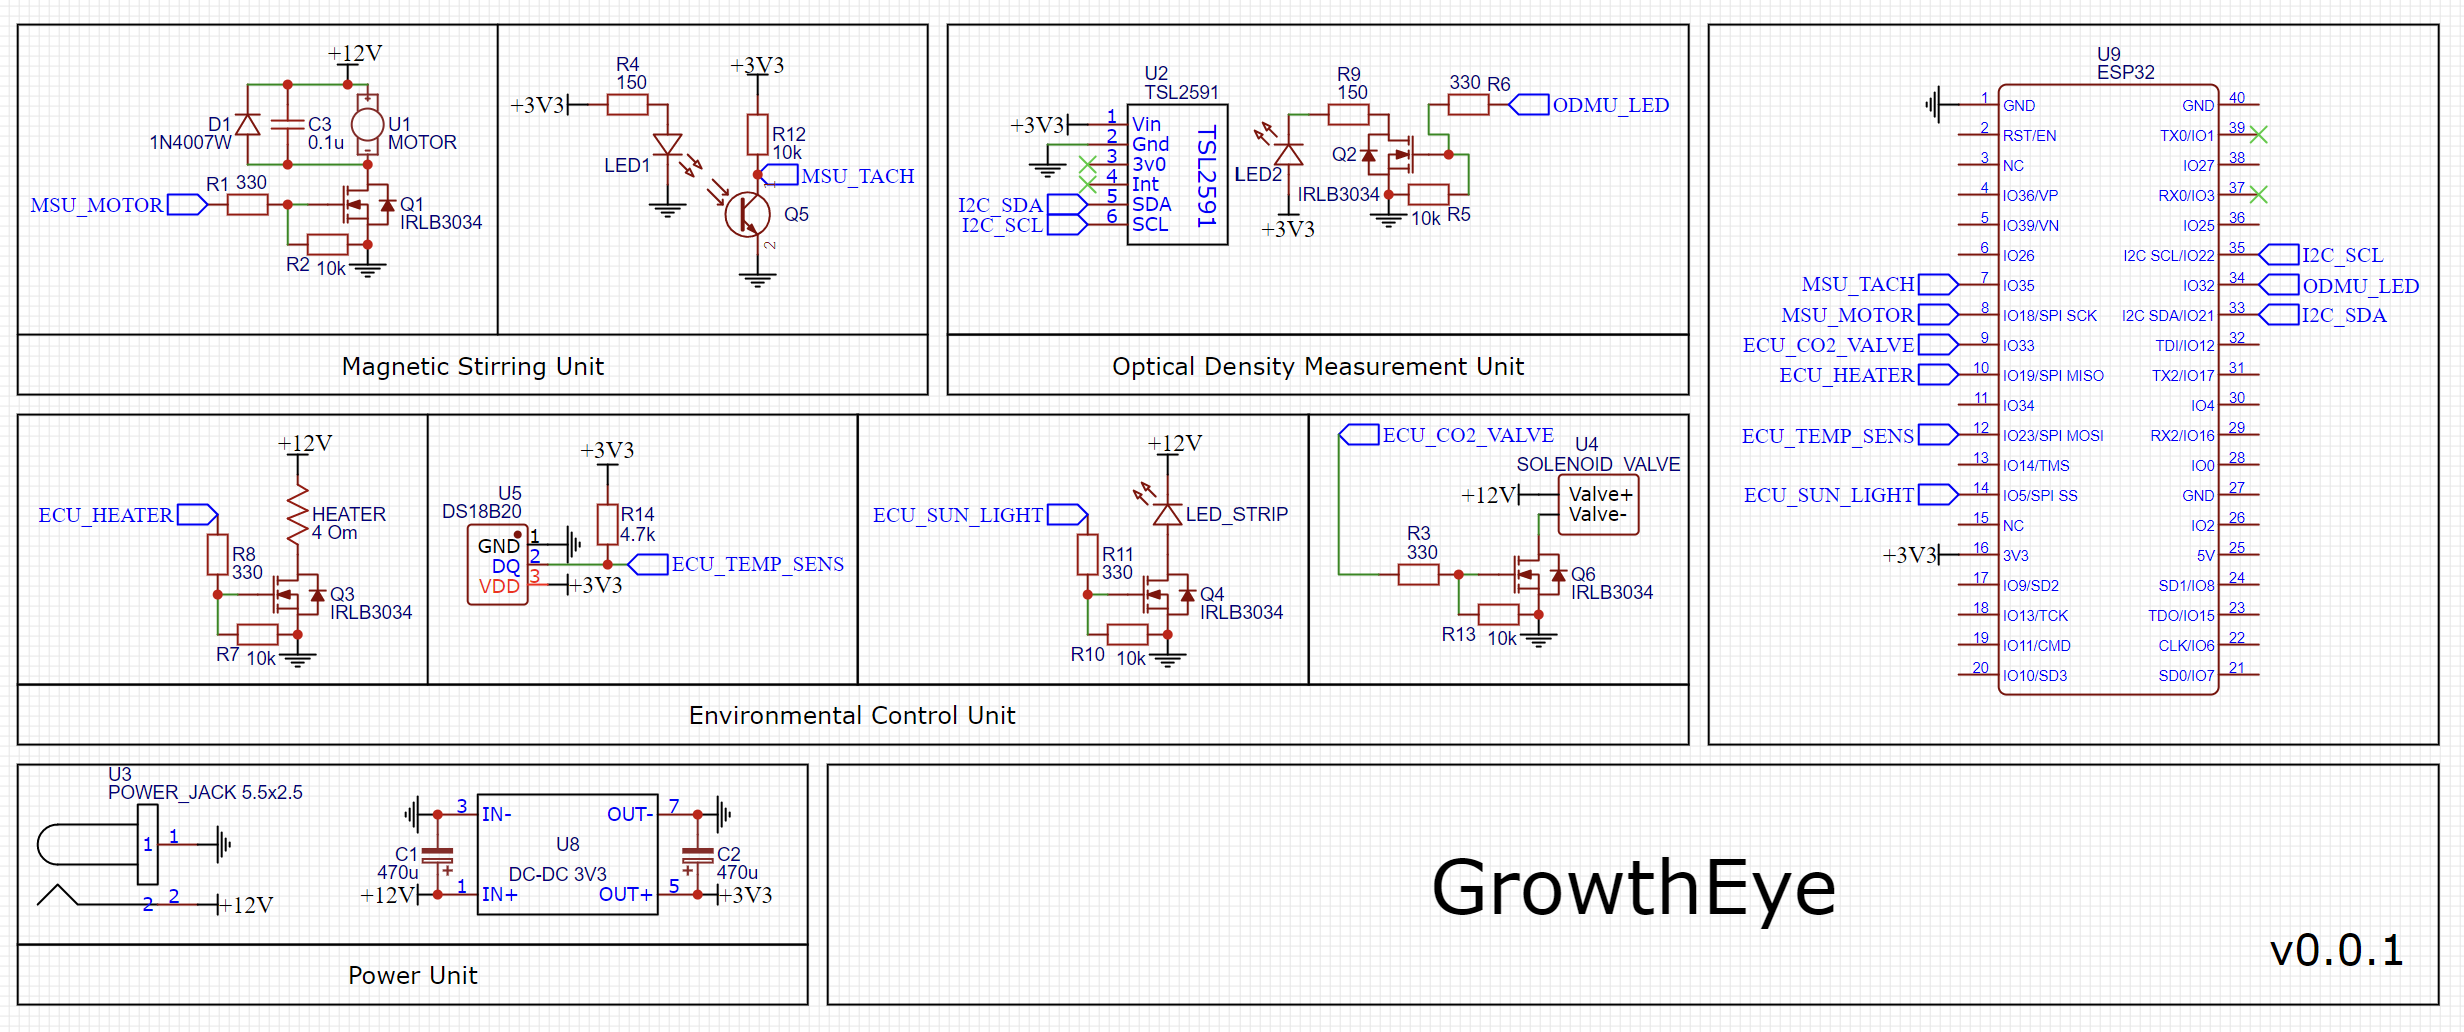 +12V
D1
1N4007W
C3
0.1u
U1
MOTOR
+
-
MSU_MOTOR
R1 330
Q1
IRLB3034
R2 10k
R4
150
+3V3
LED1
+3V3
R12
10k
1
MSU_TACH
Q5
2
Magnetic Stirring Unit
U2
TSL2591
+3V3
1 Vin
2 Gnd
3 3v0
4 Int
I2C_SDA 5 SDA
I2C_SCL 6 SCL
TSL2591
R9
150
330 R6
ODMU_LED
Q2
LED2
IRLB3034
+3V3
10k R5
Optical Density Measurement Unit
U9
ESP32
1 GND
2 RST/EN
3 NC
4 IO36/VP
5 IO39/VN
6 IO26
MSU_TACH 7 IO35
MSU_MOTOR 8 IO18/SPI SCK
ECU_CO2_VALVE 9 IO33
ECU_HEATER 10 IO19/SPI MISO
11 IO34
ECU_TEMP_SENS 12 IO23/SPI MOSI
13 IO14/TMS
ECU_SUN_LIGHT 14 IO5/SPI SS
15 NC
+3V3 16 3V3
17 IO9/SD2
18 IO13/TCK
19 IO11/CMD
20 IO10/SD3
GND 40
TX0/IO1 39
IO27 38
RX0/IO3 37
IO25 36
I2C SCL/IO22 35 I2C_SCL
IO32 34 ODMU_LED
I2C SDA/IO21 33 I2C_SDA
TDI/IO12 32
TX2/IO17 31
IO4 30
RX2/IO16 29
IO0 28
GND 27
IO2 26
5V 25
SD1/IO8 24
TDO/IO15 23
CLK/IO6 22
SD0/IO7 21
+12V
ECU_HEATER
HEATER
4 Om
R8
330
Q3
IRLB3034
R7 10k
+3V3
U5
DS18B20
R14
4.7k
GND 1
DQ 2
VDD 3
ECU_TEMP_SENS
+3V3
+12V
ECU_SUN_LIGHT
LED_STRIP
R11
330
Q4
IRLB3034
R10 10k
ECU_CO2_VALVE
U4
SOLENOID VALVE
+12V
Valve+
Valve-
R3
330
Q6
IRLB3034
R13 10k
Environmental Control Unit
U3
POWER_JACK 5.5x2.5
1 1
2 2
+12V
3 IN-
OUT- 7
U8
DC-DC 3V3
C1
470u
+
C2
470u
+
+12V 1 IN+
OUT+ 5 +3V3
Power Unit
GrowthEye
v0.0.1